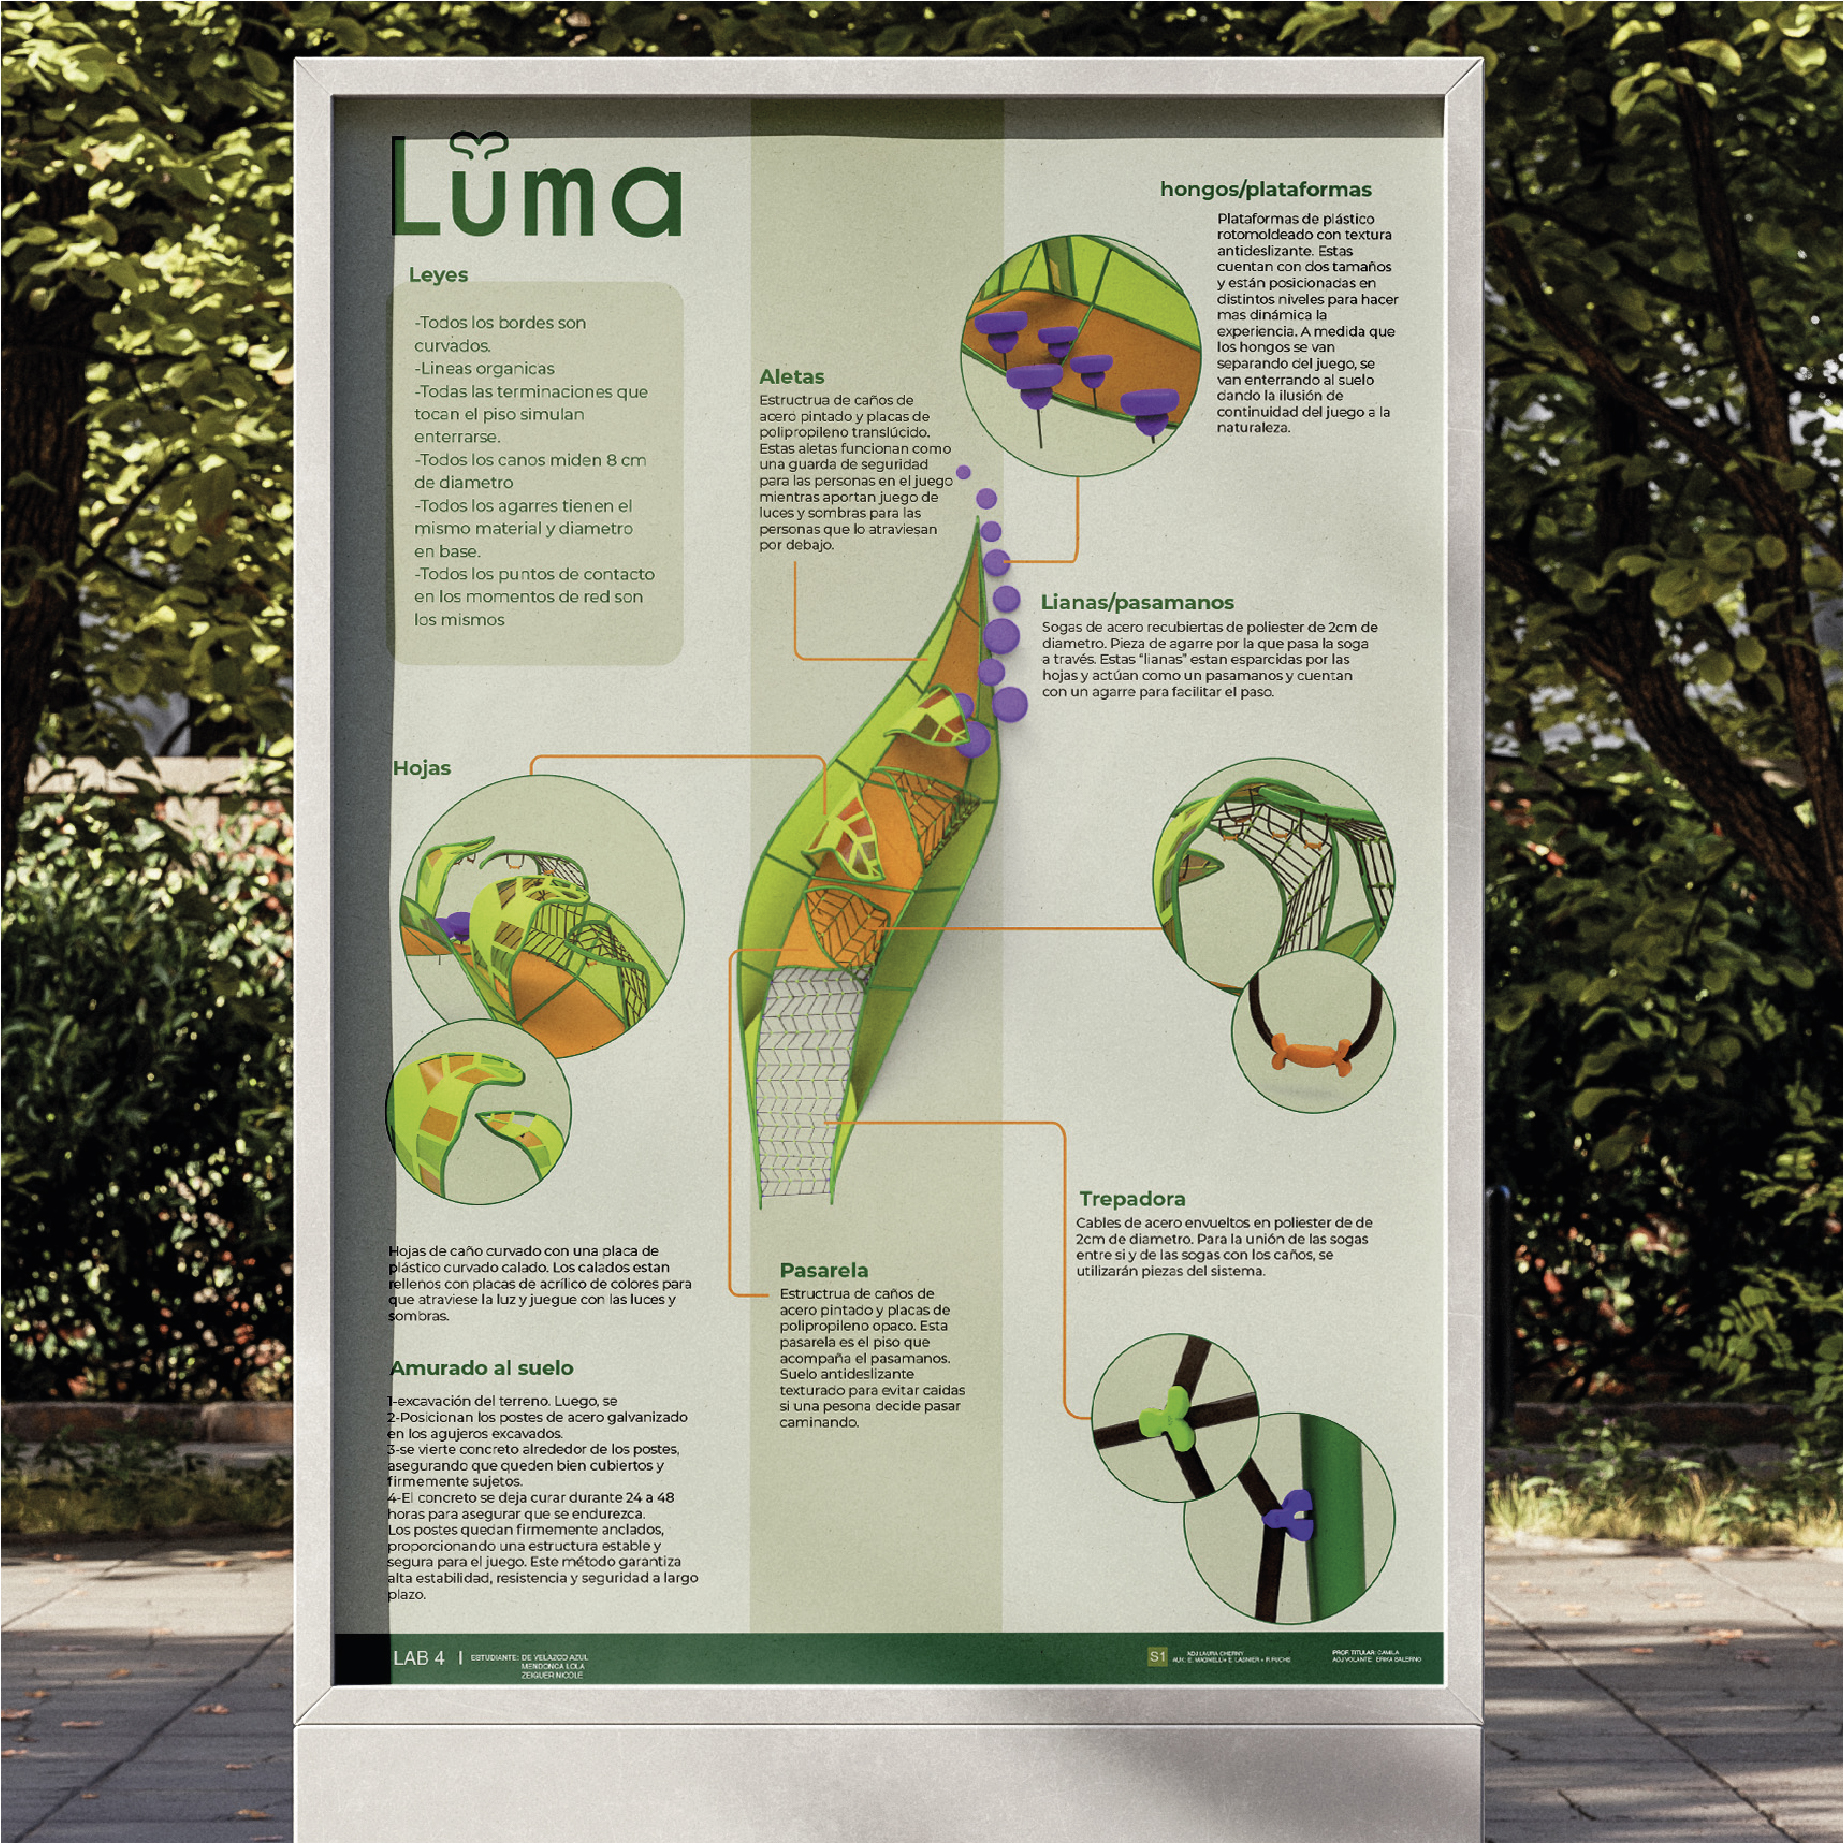 Luma
Leyes
-Todos los bordes son
curvados.
-Lineas organicas
-Todas las terminaciones que
tocan el piso simulan
enterrarse.
-Todos los canos miden 8 cm
de diametro
-Todos los agarres tienen el
mismo material y diametro
en base.
-Todos los puntos de contacto
en los momentos de red son
los mismos
Aletas
Estructrua de caños de
acero pintado y placas de
polipropileno translúcido.
Estas aletas funcionan como
una guarda de seguridad
para las personas en el juego
mientras aportan juego de
luces y sombras para las
personas que lo atraviesan
por debajo.
hongos/plataformas
Plataformas de plástico
rotomoldeado con textura
antideslizante. Estas
cuentan con dos tamaños
y están posicionadas en
distintos niveles para hacer
mas dinámica la
experiencia. A medida que
los hongos se van
separando del juego, se
van enterrando al suelo
dando la ilusión de
continuidad del juego a la
naturaleza.
Lianas/pasamanos
Sogas de acero recubiertas de poliester de 2cm de
diametro. Pieza de agarre por la que pasa la soga
a través. Estas "lianas" estan esparcidas por las
hojas y actúan como un pasamanos y cuentan
con un agarre para facilitar el paso.
Hojas
Hojas de caño curvado con una placa de
plástico curvado calado. Los calados estan
rellenos con placas de acrílico de colores para
que atraviese la luz y juegue con las luces y
sombras.
Amurado al suelo
1-excavación del terreno. Luego, se
2-Posicionan los postes de acero galvanizado
en los agujeros excavados.
3-se vierte concreto alrededor de los postes,
asegurando que queden bien cubiertos y
firmemente sujetos.
4-El concreto se deja curar durante 24 a 48
horas para asegurar que se endurezca.
Los postes quedan firmemente anclados,
proporcionando una estructura estable y
segura para el juego. Este método garantiza
alta estabilidad, resistencia y seguridad a largo
plazo.
Pasarela
Estructrua de caños de
acero pintado y placas de
polipropileno opaco. Esta
pasarela es el piso que
acompaña el pasamanos.
Suelo antideslizante
texturado para evitar caidas
si una pesona decide pasar
caminando.
Trepadora
Cables de acero envueltos en poliester de de
2cm de diametro. Para la unión de las sogas
entre si y de las sogas con los caños, se
utilizarán piezas del sistema.
LAB 4 | ESTUDIANTE: DE VELAZCO AZUL
MENDOINCA LOLA
ZEIGUER NICOLE
S1
PROF. TITULAR: CAMILA